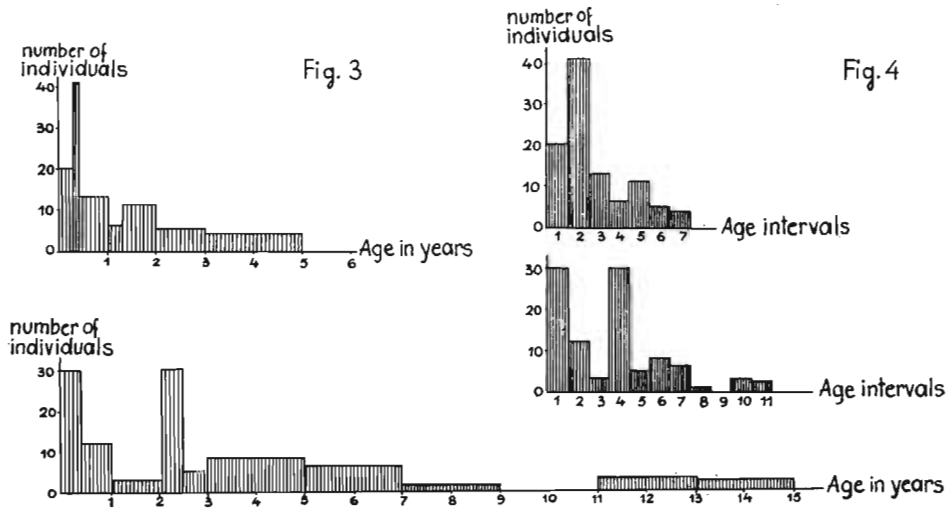 number of
individuals
Fig. 3
40
30
20
10
0
1 2 3 4 5 6
Age in years
number of
individuals
Fig. 4
40
30
20
10
0
1 2 3 4 5 6 7
Age intervals
30
20
10
0
1 2 3 4 5 6 7 8 9 10 11
Age intervals
number of
individuals
30
20
10
0
1 2 3 4 5 6 7 8 9 10 11 12 13 14 15
Age in years